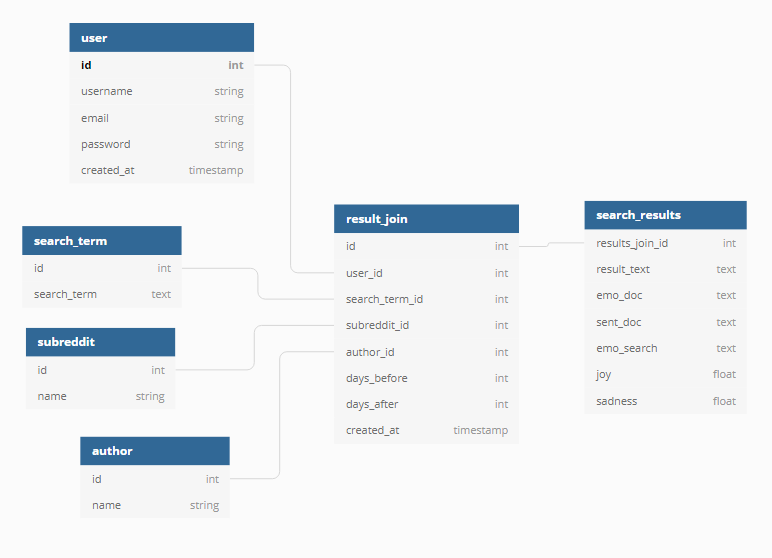 user
id int
username string
email string
password string
created_at timestamp
search_term
id int
search_term text
subreddit
id int
name string
author
id int
name string
result_join
id int
user_id int
search_term_id int
subreddit_id int
author_id int
days_before int
days_after int
created_at timestamp
search_results
results_join_id int
result_text text
emo_doc text
sent_doc text
emo_search text
joy float
sadness float